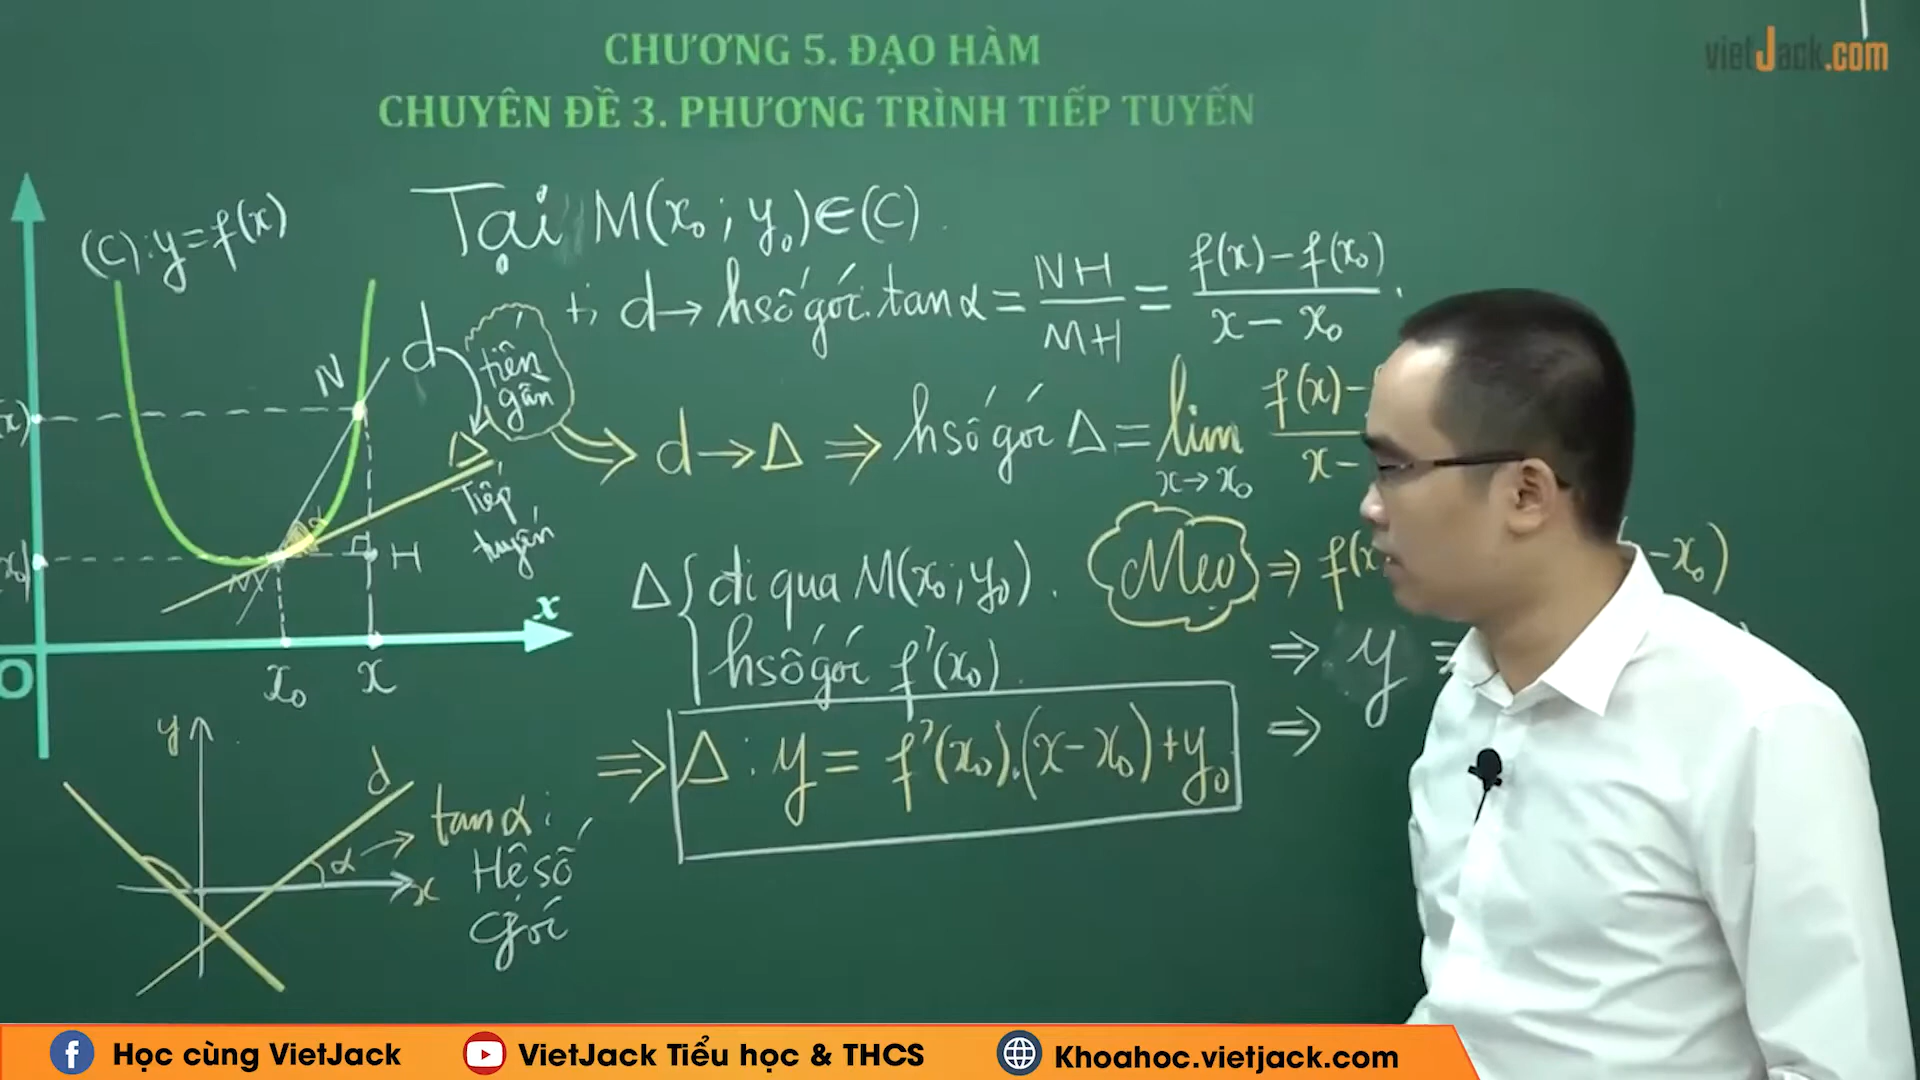 CHƯƠNG 5. ĐẠO HÀM
vietJack.com
CHUYÊN ĐỀ 3. PHƯƠNG TRÌNH TIẾP TUYẾN
Tại M(x₀; y₀)∈(C).
(C): y=f(x)
+, d→ hsố góc: tanα = NH/MH = (f(x)-f(x₀))/(x-x₀).
N d tiến gần
d→Δ ⇒ hsố góc Δ = lim x→x₀ f(x)- / x-
Δ Tiếp tuyến
α
M H
Δ { đi qua M(x₀; y₀).
hsố góc f'(x₀).
Mẹo ⇒ f(x -x₀)
⇒ y =
⇒
x
O x₀ x
⇒ Δ: y = f'(x₀).(x-x₀)+y₀
y d
α → tanα:
Hệ số
góc
x
Học cùng VietJack
VietJack Tiểu học & THCS
Khoahoc.vietjack.com